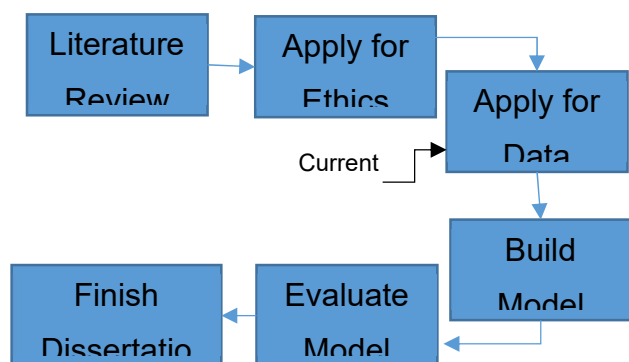 Literature
Review
Apply for
Ethics
Apply for
Data
Current
Build
Model
Evaluate
Model
Finish
Dissertatio